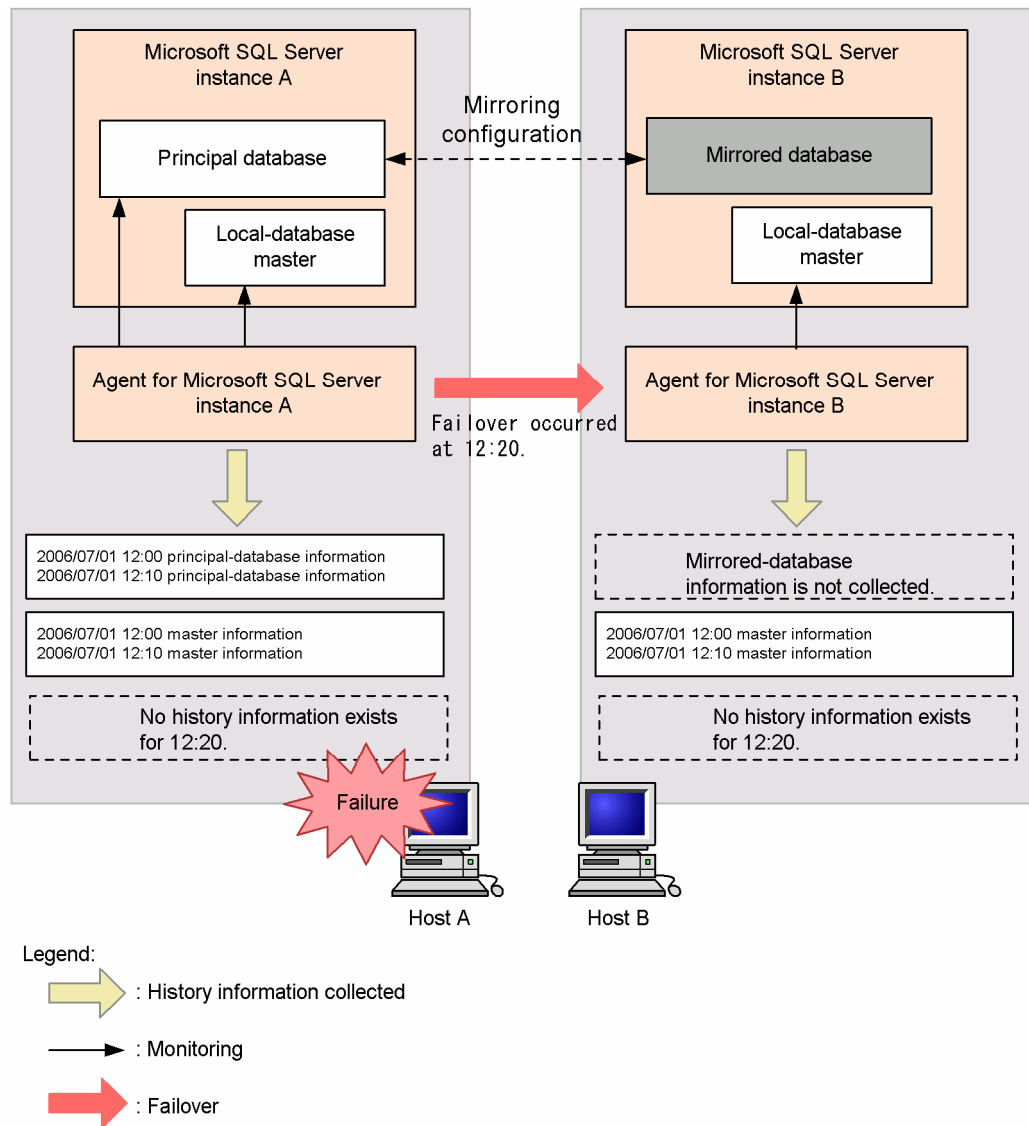 Microsoft SQL Server
instance A
Microsoft SQL Server
instance B
Mirroring
configuration
Principal database
Mirrored database
Local-database
master
Local-database
master
Agent for Microsoft SQL Server
instance A
Agent for Microsoft SQL Server
instance B
Failover occurred
at 12:20.
2006/07/01 12:00 principal-database information
2006/07/01 12:10 principal-database information
Mirrored-database
information is not collected.
2006/07/01 12:00 master information
2006/07/01 12:10 master information
2006/07/01 12:00 master information
2006/07/01 12:10 master information
No history information exists
for 12:20.
No history information exists
for 12:20.
Failure
Host A
Host B
Legend:
: History information collected
: Monitoring
: Failover